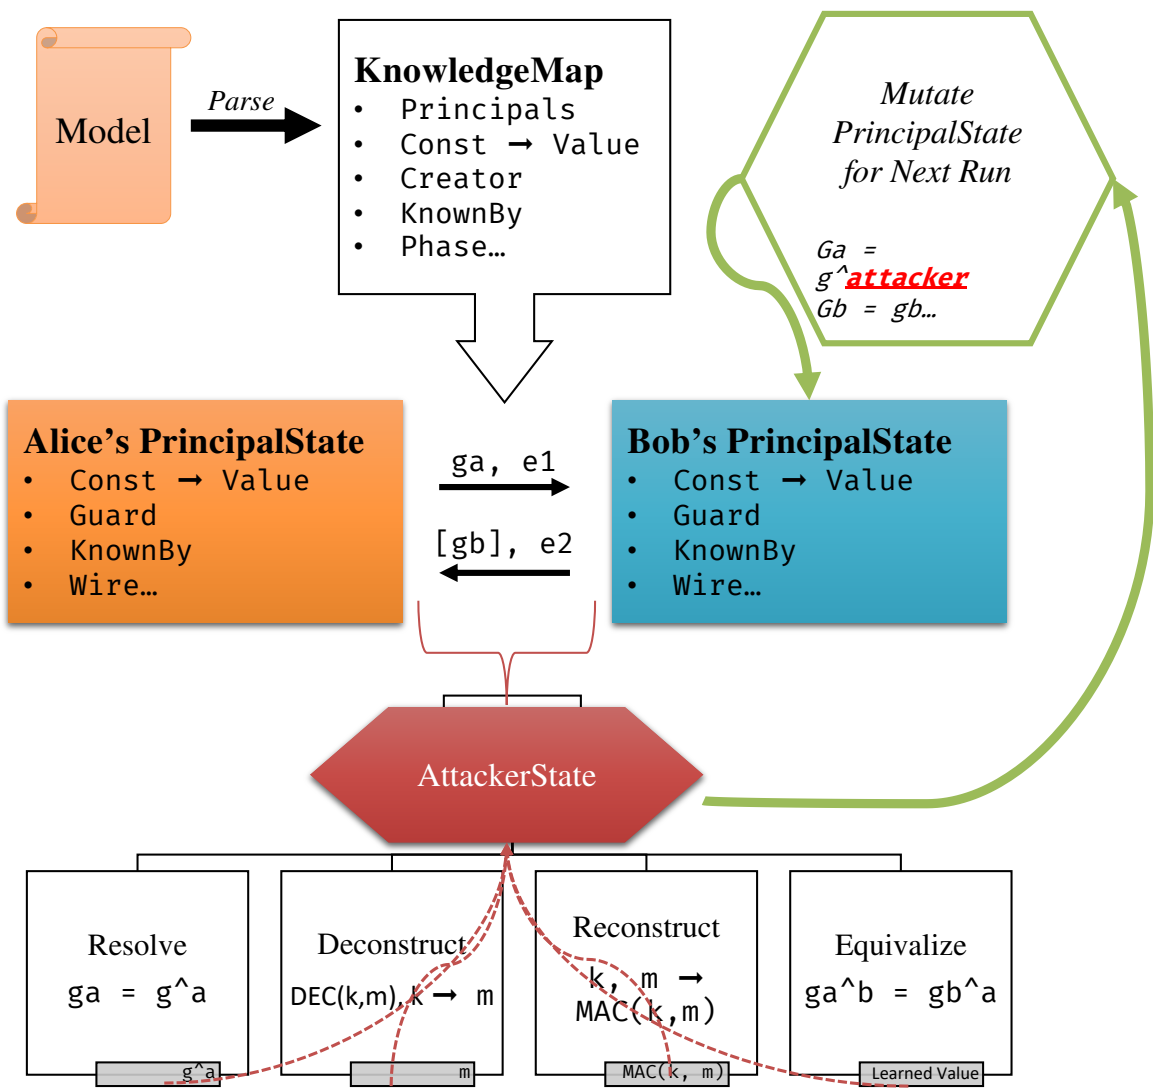 Model
Parse
KnowledgeMap
• Principals
• Const → Value
• Creator
• KnownBy
• Phase…
Mutate
PrincipalState
for Next Run
Ga =
g^attacker
Gb = gb…
Alice's PrincipalState
• Const → Value
• Guard
• KnownBy
• Wire…
ga, e1
[gb], e2
Bob’s PrincipalState
• Const → Value
• Guard
• KnownBy
• Wire…
AttackerState
Resolve
ga = g^a
g^a
Deconstruct
DEC(k,m), k → m
m
Reconstruct
k, m →
MAC(k,m)
MAC(k, m)
Equivalize
ga^b = gb^a
Learned Value